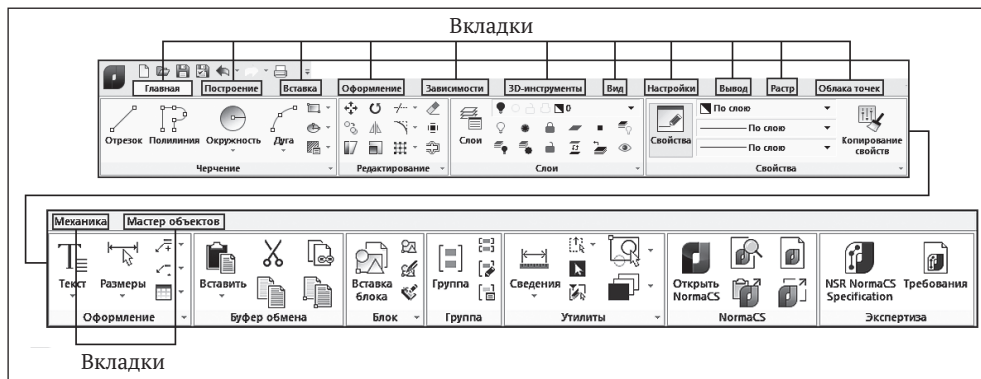 Вкладки
Главная Построение Вставка Оформление Зависимости 3D-инструменты Вид Настройки Вывод Растр Облака точек
0
По слою
Отрезок Полилиния Окружность Дуга Слои Свойства По слою Копирование свойств
По слою
Черчение Редактирование Слои Свойства
Механика Мастер объектов
Текст Размеры Вставить Вставка блока Группа Сведения Открыть NormaCS NSR NormaCS Specification Требования
Оформление Буфер обмена Блок Группа Утилиты NormaCS Экспертиза
Вкладки